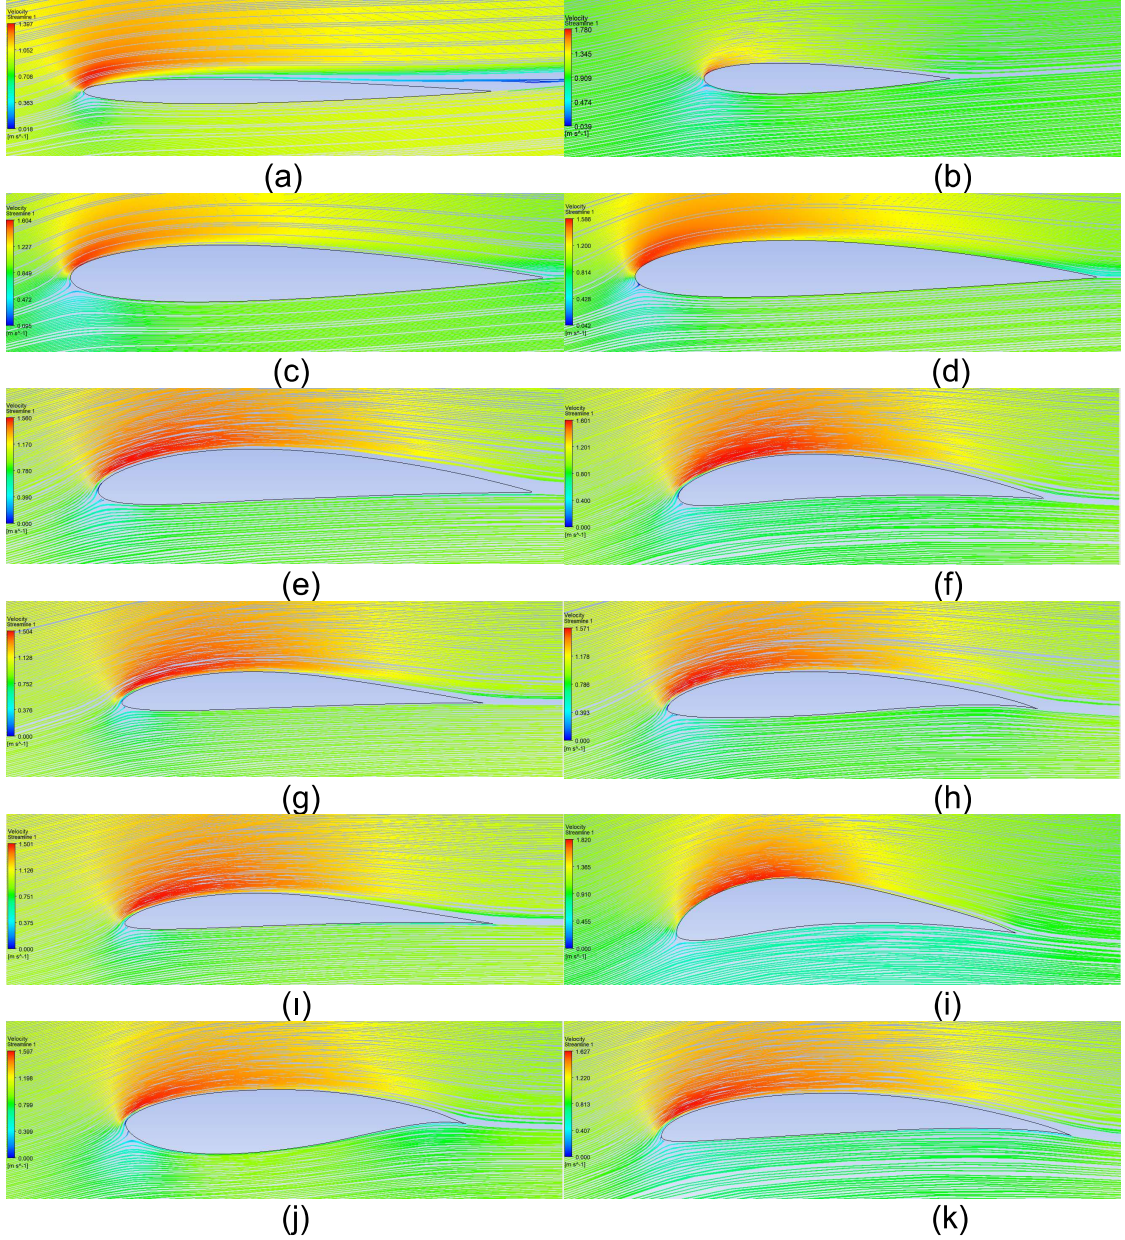 Velocity
Streamline 1
1.397
1.052
0.708
0.363
0.018
[m s^-1]
(a)
Velocity
Streamline 1
1.780
1.345
0.909
0.474
0.039
[m s^-1]
(b)
Velocity
Streamline 1
1.604
1.227
0.849
0.472
0.095
[m s^-1]
(c)
Velocity
Streamline 1
1.586
1.200
0.814
0.428
0.042
[m s^-1]
(d)
Velocity
Streamline 1
1.560
1.170
0.780
0.390
0.000
[m s^-1]
(e)
Velocity
Streamline 1
1.601
1.201
0.801
0.400
0.000
[m s^-1]
(f)
Velocity
Streamline 1
1.504
1.128
0.752
0.376
0.000
[m s^-1]
(g)
Velocity
Streamline 1
1.571
1.178
0.786
0.393
0.000
[m s^-1]
(h)
Velocity
Streamline 1
1.501
1.126
0.751
0.375
0.000
[m s^-1]
(ı)
Velocity
Streamline 1
1.820
1.365
0.910
0.455
0.000
[m s^-1]
(i)
Velocity
Streamline 1
1.597
1.198
0.799
0.399
0.000
[m s^-1]
(j)
Velocity
Streamline 1
1.627
1.220
0.813
0.407
0.000
[m s^-1]
(k)